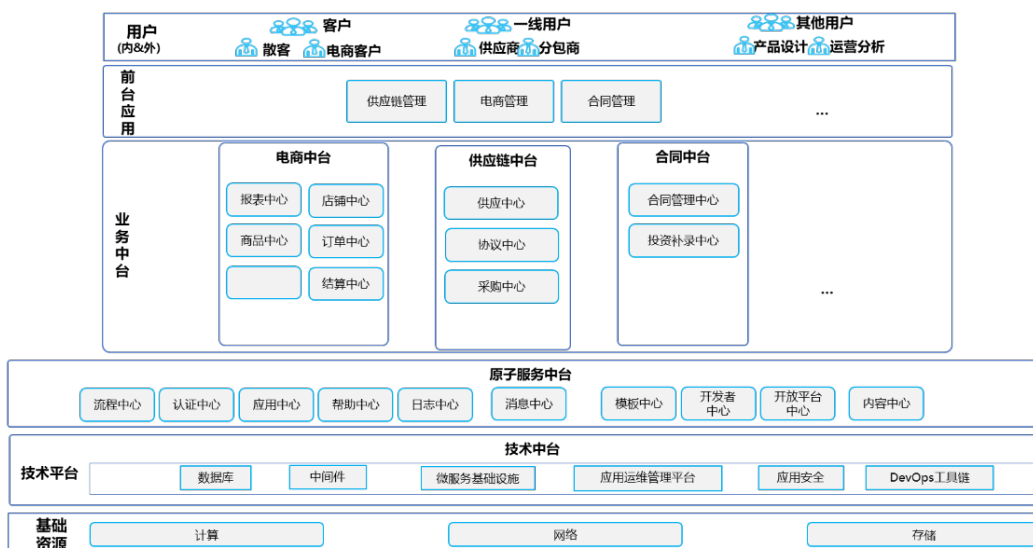 用户
(内&外)
客户
散客
电商客户
一线用户
供应商
分包商
其他用户
产品设计
运营分析
前台应用
供应链管理
电商管理
合同管理
...
业务中台
电商中台
报表中心
店铺中心
商品中心
订单中心
结算中心
供应链中台
供应中心
协议中心
采购中心
合同中台
合同管理中心
投资补录中心
...
原子服务中台
流程中心
认证中心
应用中心
帮助中心
日志中心
消息中心
模板中心
开发者
中心
开放平台
中心
内容中心
技术平台
技术中台
数据库
中间件
微服务基础设施
应用运维管理平台
应用安全
DevOps工具链
基础
资源
计算
网络
存储